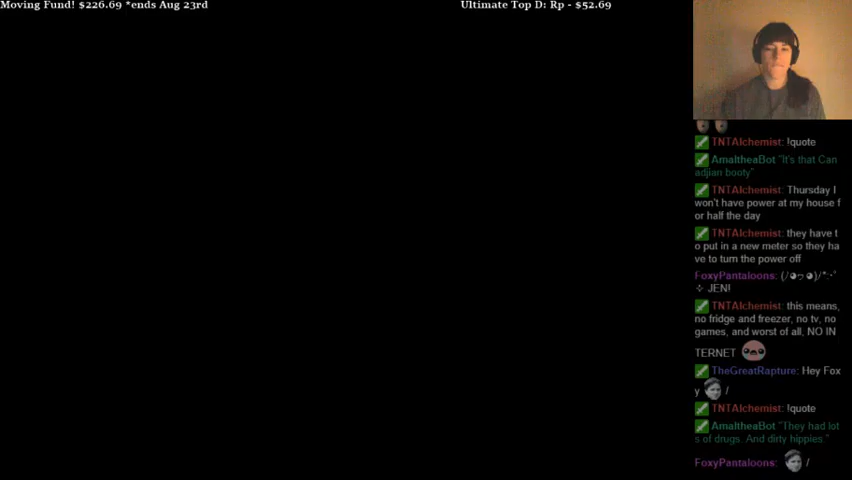 Moving Fund! $226.69 *ends Aug 23rd
Ultimate Top D: Rp - $52.69
TNTAlchemist: !quote
AmaltheaBot "It's that Can
adjian booty"
TNTAlchemist: Thursday I
won't have power at my house f
or half the day
TNTAlchemist: they have t
o put in a new meter so they ha
ve to turn the power off
FoxyPantaloons: (ﾉ◕ヮ◕)ﾉ*:･ﾟ
✧ JEN!
TNTAlchemist: this means,
no fridge and freezer, no tv, no
games, and worst of all, NO IN
TERNET
TheGreatRapture: Hey Fox
y /
TNTAlchemist: !quote
AmaltheaBot "They had lot
s of drugs. And dirty hippies."
FoxyPantaloons: /